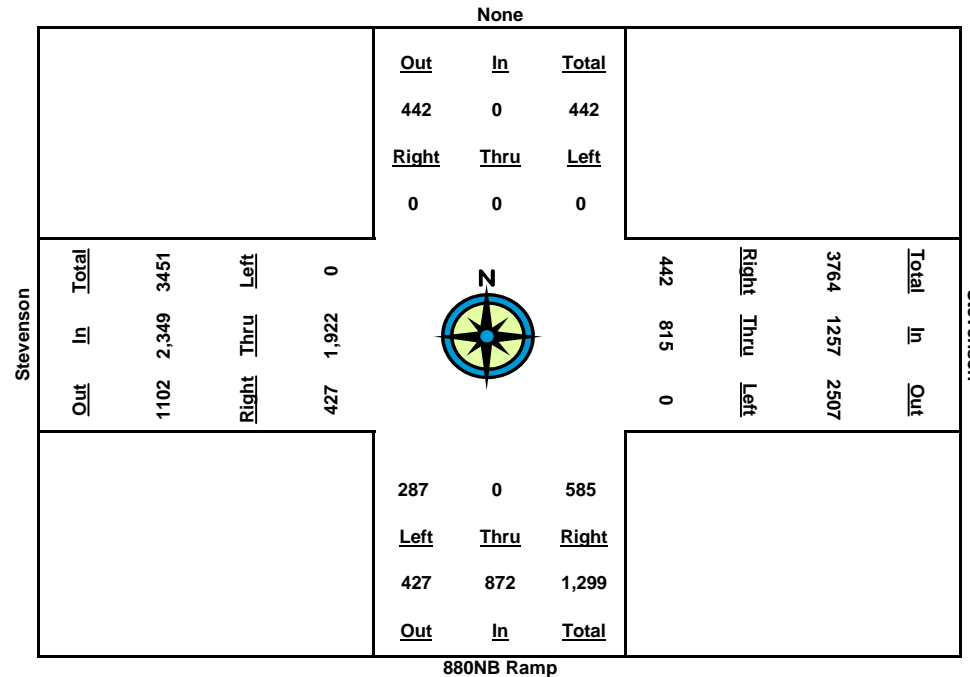 None
Out In Total
442 0 442
Right Thru Left
0 0 0
Stevenson
Total 3451 Left 0
In 2,349 Thru 1,922
Out 1102 Right 427
N
442 Right 3764 Total
815 Thru 1257 In
0 Left 2507 Out
287 0 585
Left Thru Right
427 872 1,299
Out In Total
880NB Ramp